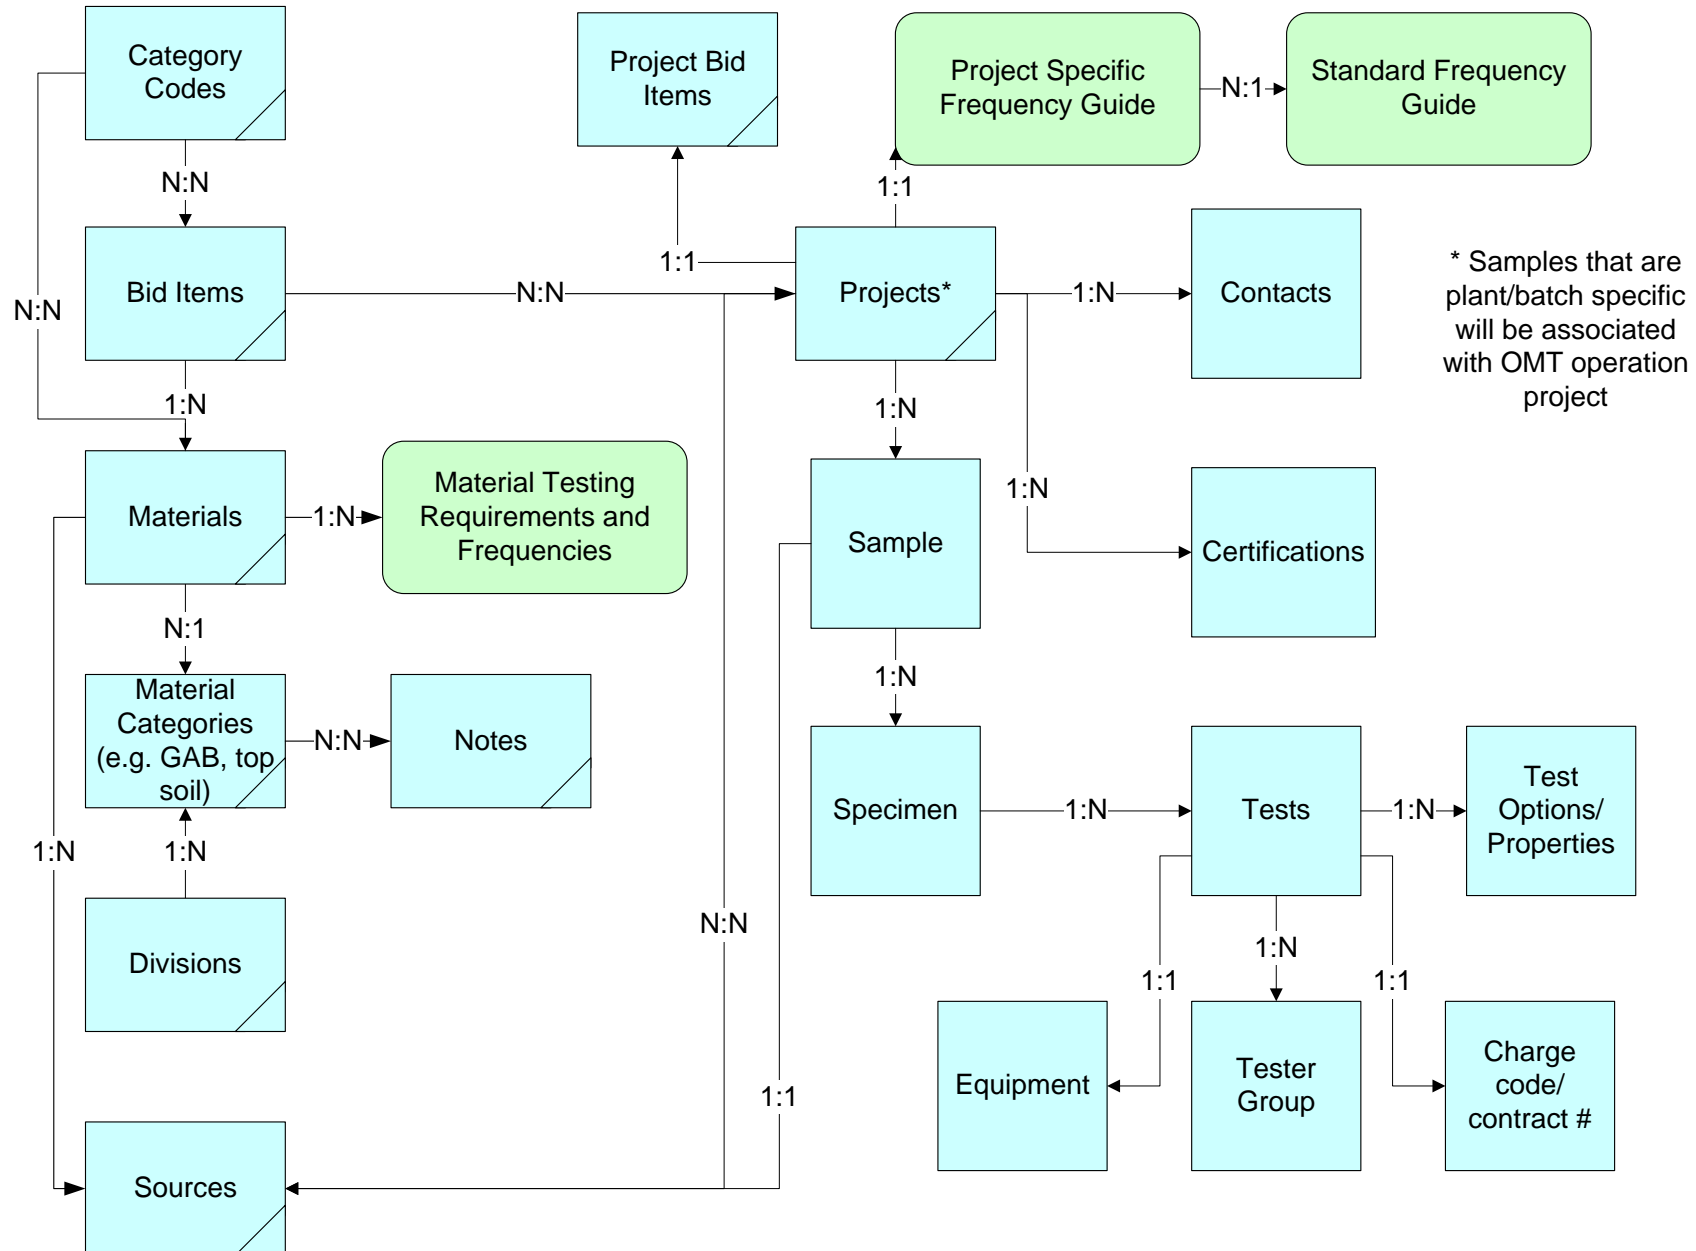 Category
Codes
Project Bid
Items
Project Specific
Frequency Guide
N:1
Standard Frequency
Guide
N:N
1:1
Bid Items
N:N
1:1
Projects*
1:N
Contacts
* Samples that are
plant/batch specific
will be associated
with OMT operation
project
N:N
1:N
1:N
Materials
1:N
Material Testing
Requirements and
Frequencies
Sample
1:N
Certifications
N:1
1:N
Material
Categories
(e.g. GAB, top
soil)
N:N
Notes
Specimen
1:N
Tests
1:N
Test
Options/
Properties
1:N
1:N
Divisions
N:N
1:N
1:1
1:1
1:1
Equipment
Tester
Group
Charge
code/
contract #
Sources